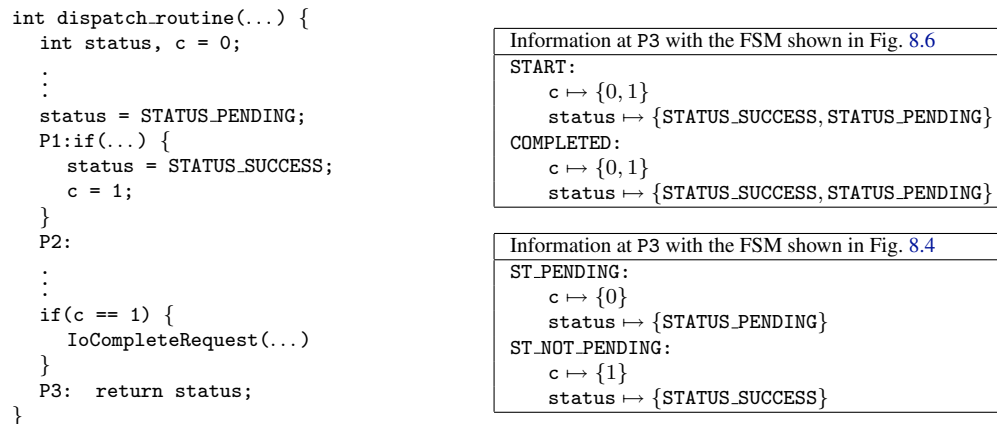 int dispatch_routine(...) {
int status, c = 0;
.
⋮
status = STATUS_PENDING;
P1:if(...) {
status = STATUS_SUCCESS;
c = 1;
}
P2:
.
⋮
if(c == 1) {
IoCompleteRequest(...)
}
P3: return status;
}
Information at P3 with the FSM shown in Fig. 8.6
START:
c ↦ {0, 1}
status ↦ {STATUS_SUCCESS, STATUS_PENDING}
COMPLETED:
c ↦ {0, 1}
status ↦ {STATUS_SUCCESS, STATUS_PENDING}
Information at P3 with the FSM shown in Fig. 8.4
ST_PENDING:
c ↦ {0}
status ↦ {STATUS_PENDING}
ST_NOT_PENDING:
c ↦ {1}
status ↦ {STATUS_SUCCESS}